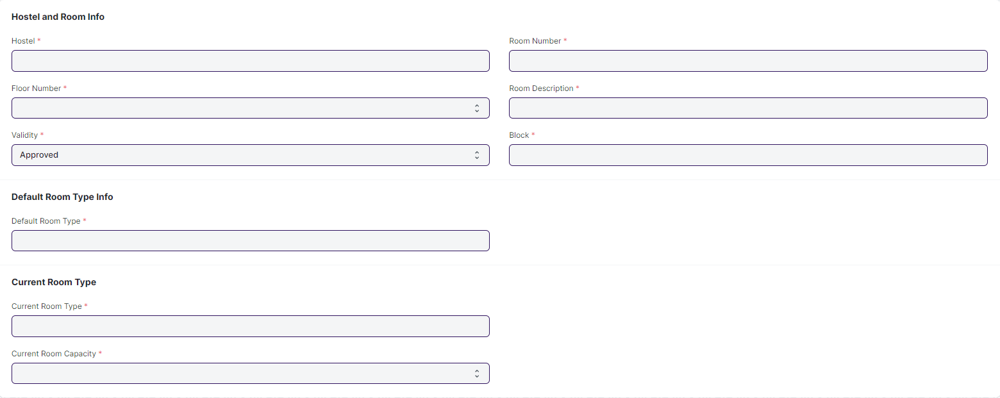 Hostel and Room Info
Hostel *
Room Number *
Floor Number *
Room Description *
Validity *
Approved
Block *
Default Room Type Info
Default Room Type *
Current Room Type
Current Room Type *
Current Room Capacity *